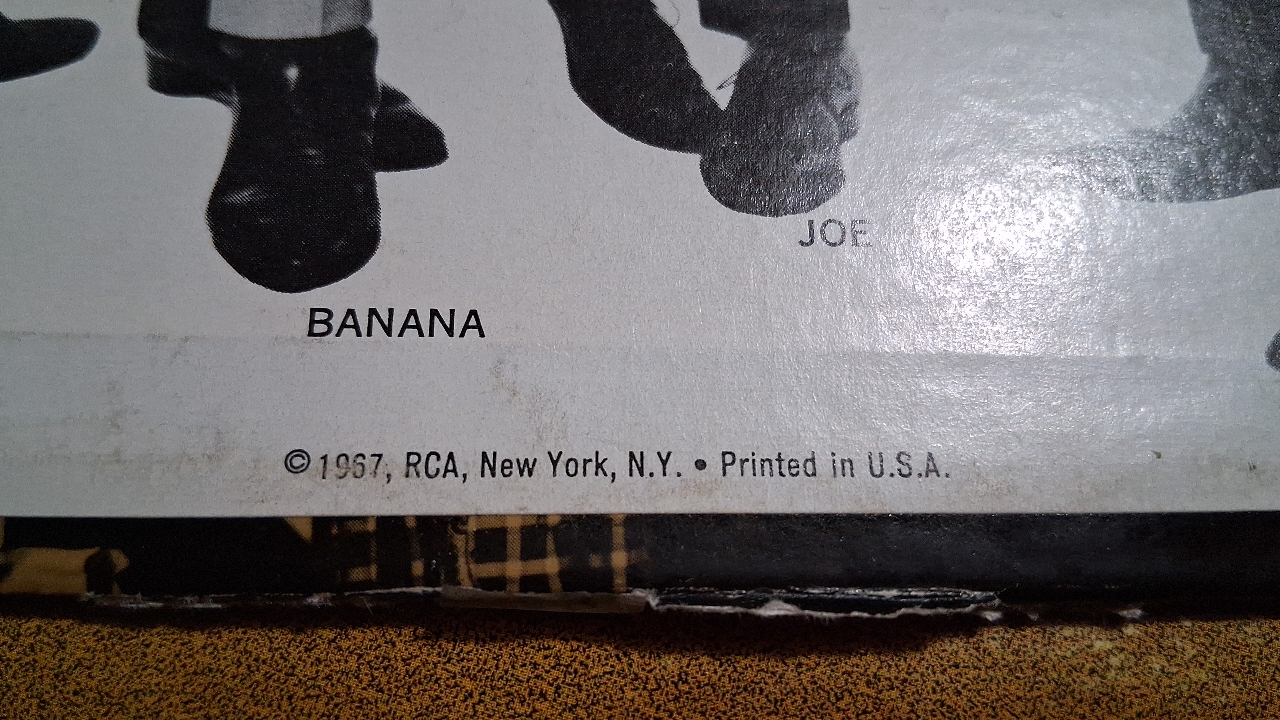 JOE
BANANA
© 1967, RCA, New York, N.Y. • Printed in U.S.A.